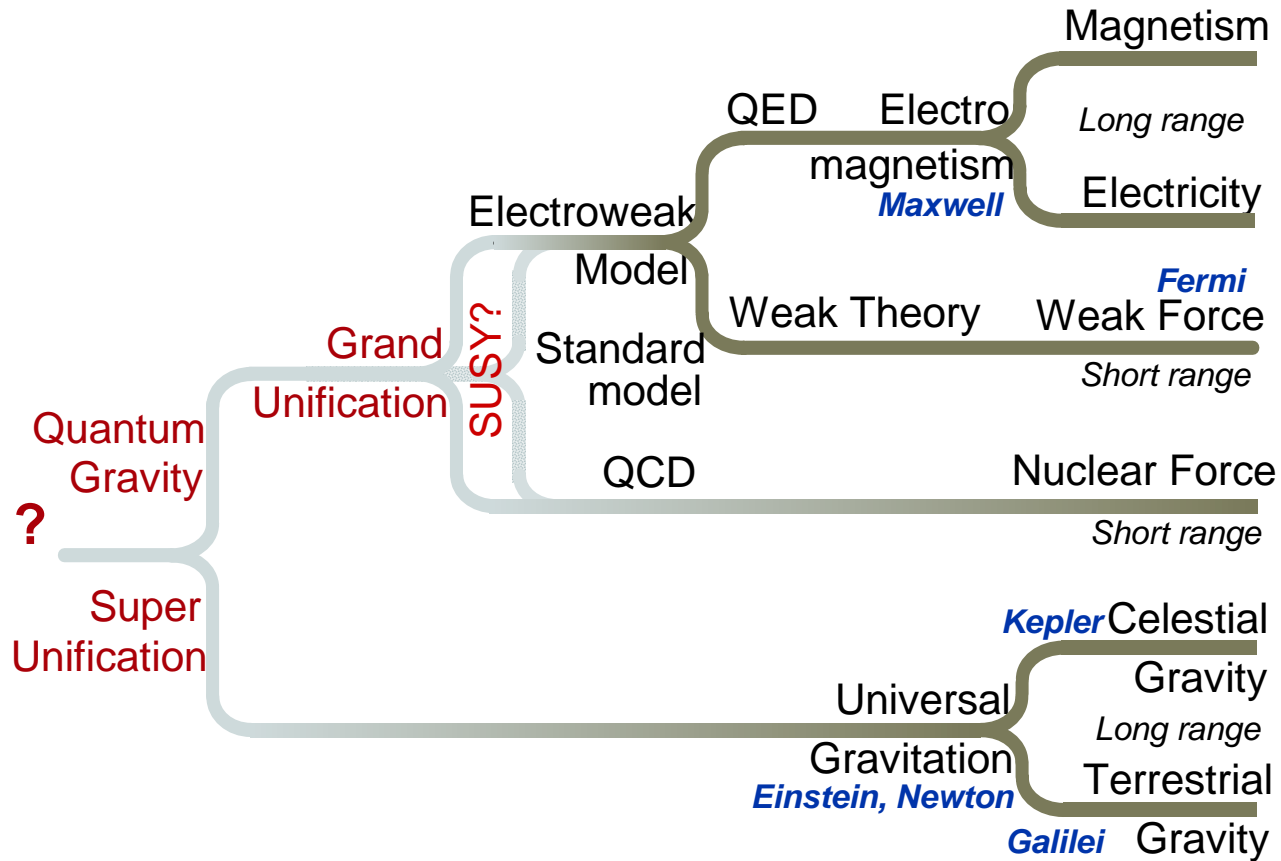 Magnetism
QED
Electro
Long range
magnetism
Maxwell
Electricity
Electroweak
Model
Fermi
Weak Theory
Weak Force
Short range
SUSY?
Standard
model
Grand
Unification
Quantum
Gravity
QCD
Nuclear Force
Short range
?
Super
Unification
Kepler
Celestial
Gravity
Universal
Gravitation
Einstein, Newton
Long range
Terrestrial
Galilei
Gravity